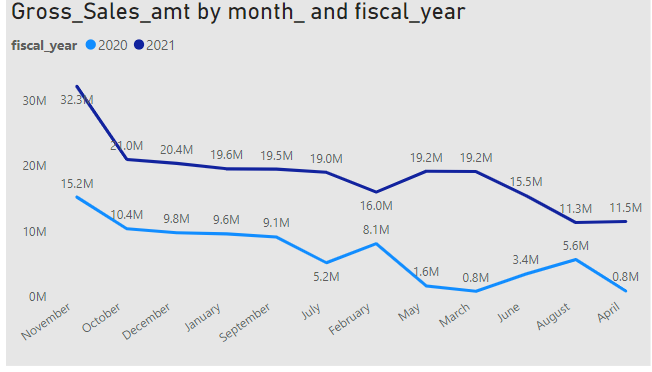 Gross_Sales_amt by month_ and fiscal_year
fiscal_year 2020 2021
30M
20M
10M
0M
32.3M
21.0M
20.4M
19.6M
19.5M
19.0M
16.0M
19.2M
19.2M
15.5M
11.3M
11.5M
15.2M
10.4M
9.8M
9.6M
9.1M
5.2M
8.1M
1.6M
0.8M
3.4M
5.6M
0.8M
November
October
December
January
September
July
February
May
March
June
August
April